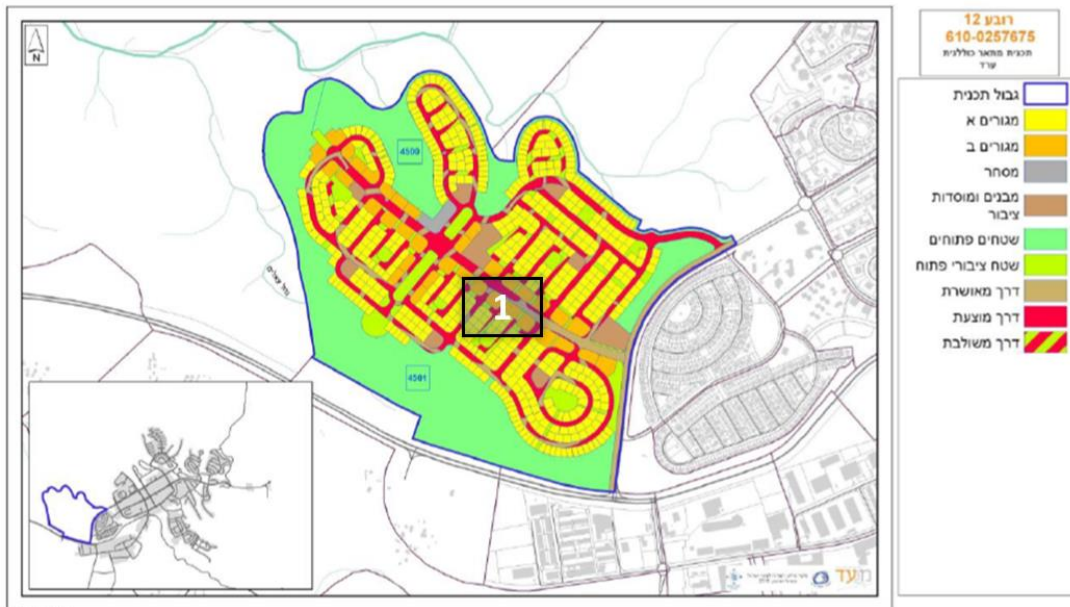 רובע 12
610-0257675
תכנית מתאר כוללנית
ערד
גבול תכנית
מגורים א
מגורים ב
מסחר
מבנים ומוסדות
ציבור
שטחים פתוחים
שטח ציבורי פתוח
דרך מאושרת
דרך מוצעת
דרך משולבת
N
4500
1
4501